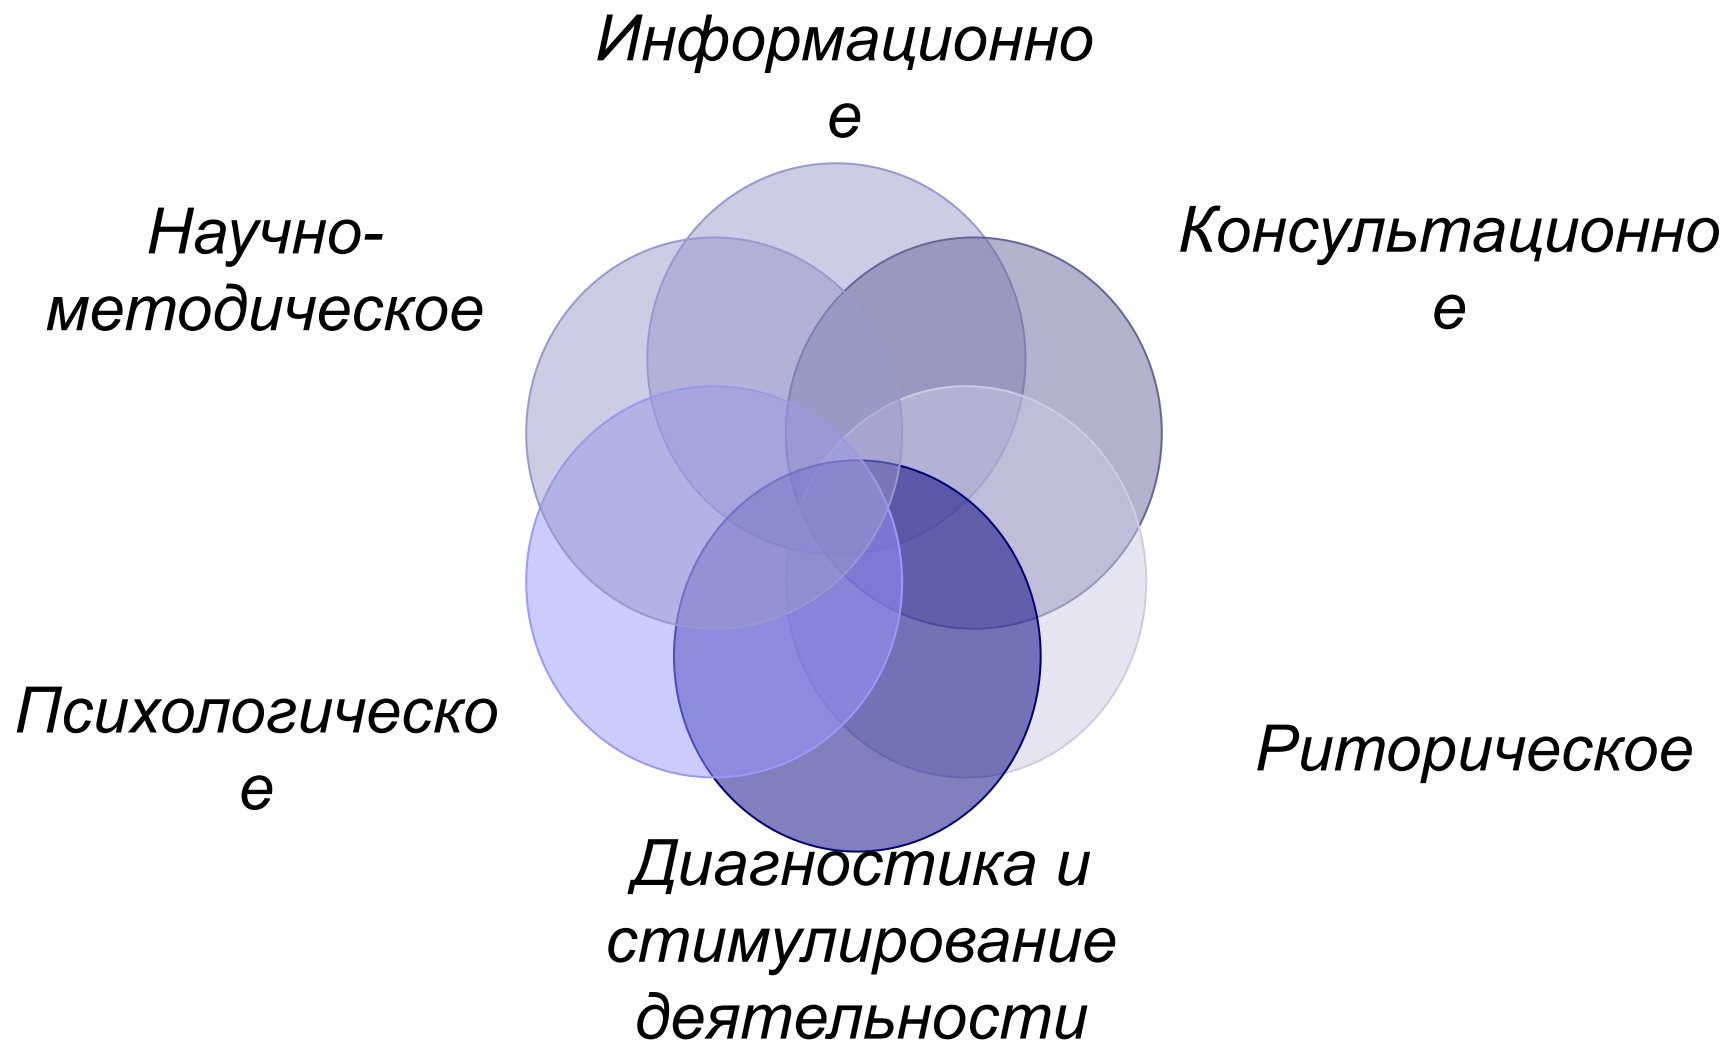 Информационно
е
Научно-
методическое
Консультационно
е
Психологическо
е
Риторическое
Диагностика и
стимулирование
деятельности